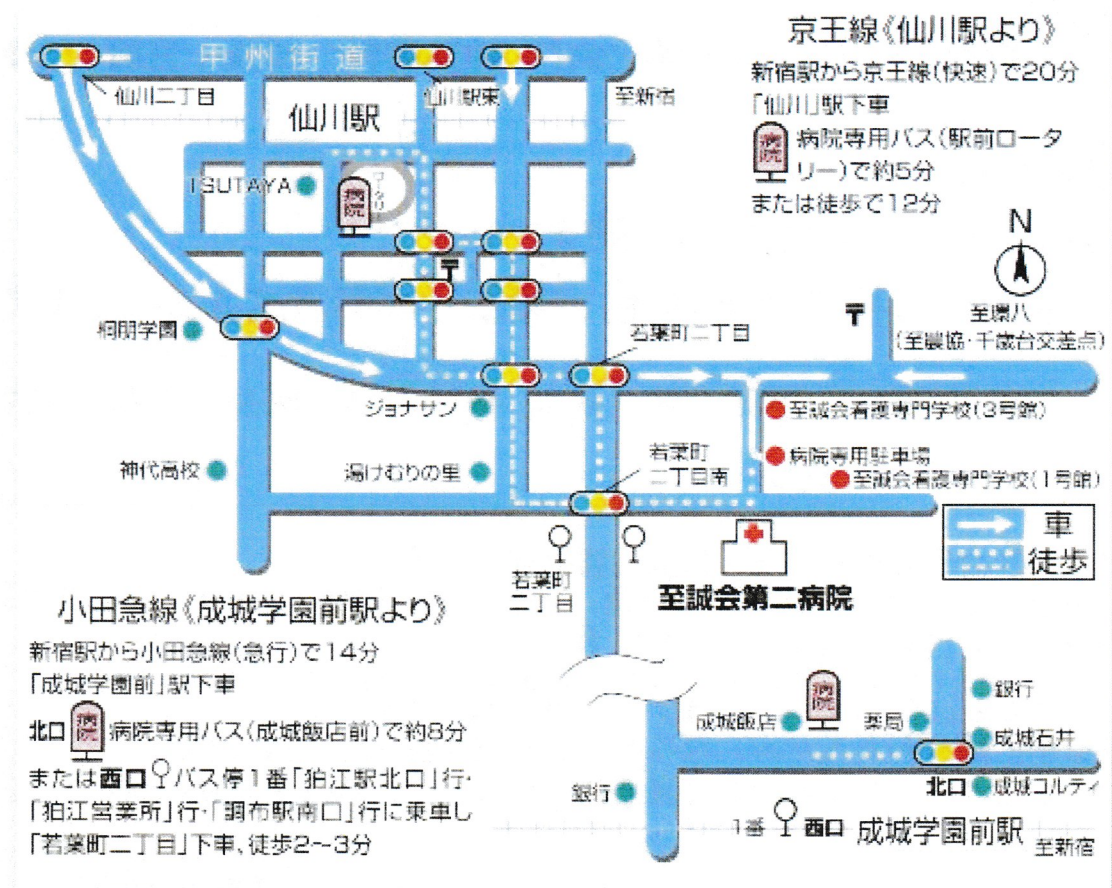 京王線《仙川駅より》
新宿駅から京王線(快速)で20分
「仙川」駅下車
病院
病院専用バス(駅前ロータ
リー)で約5分
または徒歩で12分
甲州街道
仙川二丁目
仙川駅東
至新宿
仙川駅
TSUTAYA
病院
ロータリー
〒
N
至環八
(至農協・千歳台交差点)
〒
桐朋学園
若葉町二丁目
ジョナサン
至誠会看護専門学校(3号館)
神代高校
湯けむりの里
若葉町
二丁目南
病院専用駐車場
至誠会看護専門学校(1号館)
車
徒歩
若葉町
二丁目
至誠会第二病院
小田急線《成城学園前駅より》
新宿駅から小田急線(急行)で14分
「成城学園前」駅下車
北口
病院
病院専用バス(成城飯店前)で約8分
または西口
バス停1番「狛江駅北口」行・
「狛江営業所」行・「調布駅南口」行に乗車し
「若葉町二丁目」下車、徒歩2〜3分
病院
成城飯店
薬局
銀行
成城石井
北口
成城コルティ
銀行
1番
西口
成城学園前駅
至新宿